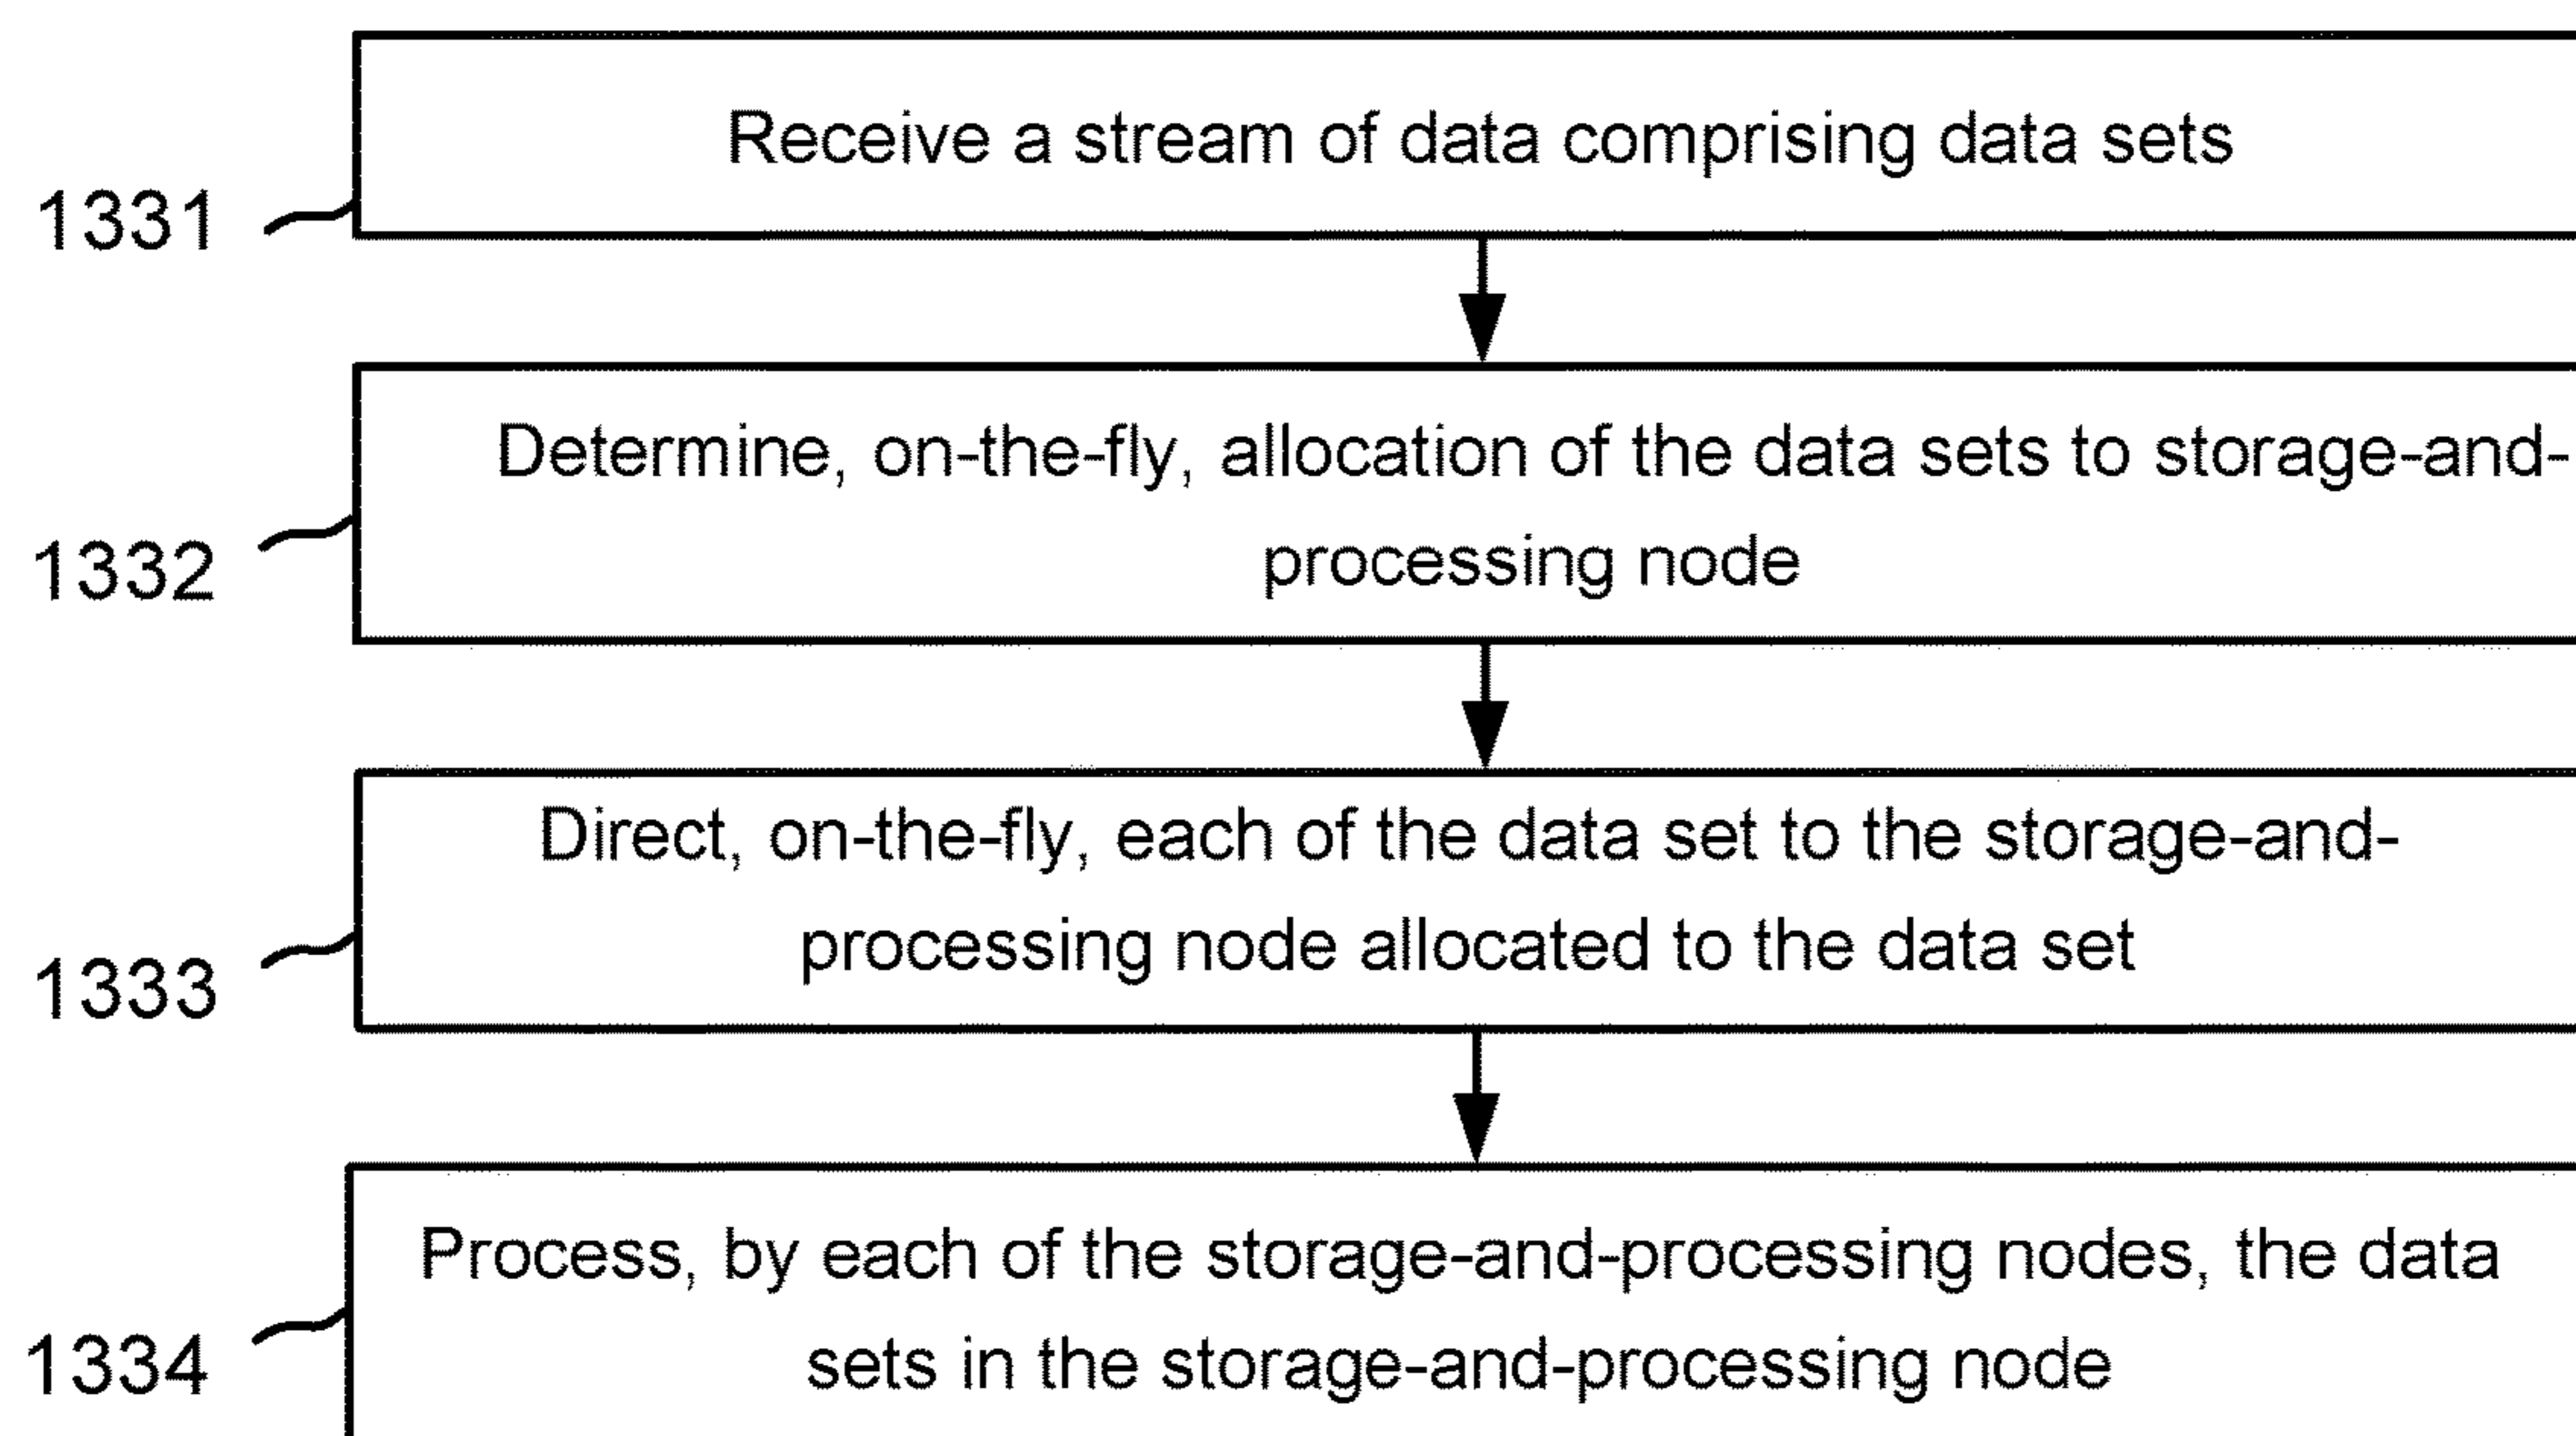 Receive a stream of data comprising data sets
1331
Determine, on-the-fly, allocation of the data sets to storage-and-
processing node
1332
Direct, on-the-fly, each of the data set to the storage-and-
processing node allocated to the data set
1333
Process, by each of the storage-and-processing nodes, the data
sets in the storage-and-processing node
1334